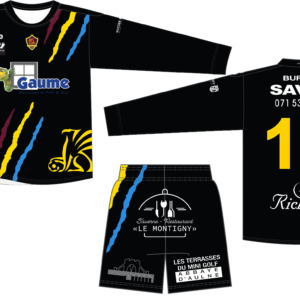 Gaume
BUR
SAV
071 53
1
Rich
Taverne - Restaurant
«LE MONTIGNY»
LES TERRASSES
DU MINI GOLF
ABBAYE
D'AULNE